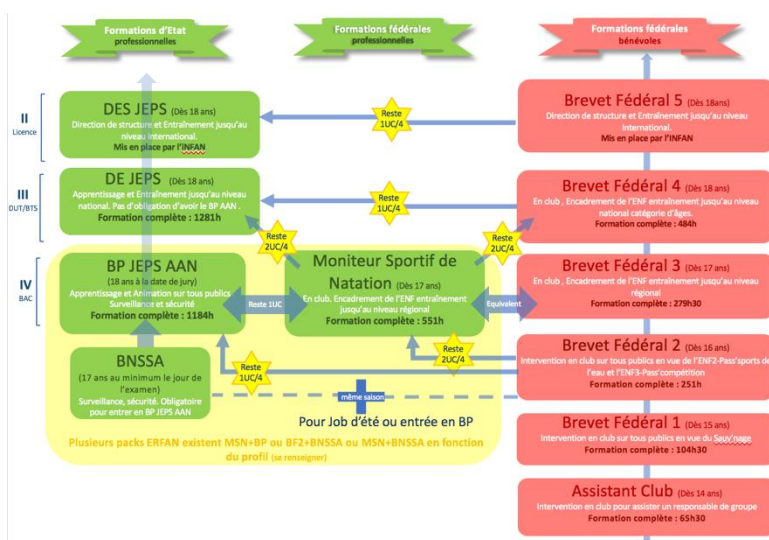 Formations d'Etat
professionnelles
Formations fédérales
professionnelles
Formations fédérales
bénévoles
II
Licence
DES JEPS (Dès 18 ans)
Direction de structure et Entraînement jusqu'au
niveau international.
Mis en place par l'INFAN
Reste
1UC/4
Brevet Fédéral 5 (Dès 18ans)
Direction de structure et Entraînement jusqu'au
niveau International.
Mis en place par l'INFAN
III
DUT/BTS
DE JEPS (Dès 18 ans)
Apprentissage et Entraînement jusqu'au niveau
national. Pas d'obligation d'avoir le BP AAN .
Formation complète : 1281h
Reste
1UC/4
Brevet Fédéral 4 (Dès 18 ans)
En club , Encadrement de l'ENF entraînement
jusqu'au niveau
national catégorie d'âges.
Formation complète : 484h
Reste
2UC/4
Reste
2UC/4
IV
BAC
BP JEPS AAN
(18 ans à la date de jury)
Apprentissage et Animation sur tous publics
Surveillance et sécurité
Formation complète : 1184h
Reste 1UC
Moniteur Sportif de
Natation (Dès 17 ans)
En club. Encadrement de l'ENF entraînement
jusqu'au niveau régional
Formation complète : 551h
Equivalent
Brevet Fédéral 3 (Dès 17 ans)
En club , Encadrement de l'ENF entraînement
jusqu'au niveau
régional
Formation complète : 279h30
BNSSA
(17 ans au minimum le jour de
l'examen)
Surveillance, sécurité. Obligatoire
pour entrer en BP JEPS AAN
Reste
1UC/4
Reste
2UC/4
Brevet Fédéral 2 (Dès 16 ans)
Intervention en club sur tous publics en vue de l'ENF2-Pass'sports de
l'eau et l'ENF3-Pass'compétition
Formation complète : 251h
même saison
Pour Job d'été ou entrée en BP
Plusieurs packs ERFAN existent MSN+BP ou BF2+BNSSA ou MSN+BNSSA en fonction
du profil (se renseigner)
Brevet Fédéral 1 (Dès 15 ans)
Intervention en club sur tous publics en vue du Sauv'nage
Formation complète : 104h30
Assistant Club (Dès 14 ans)
Intervention en club pour assister un responsable de groupe
Formation complète : 65h30